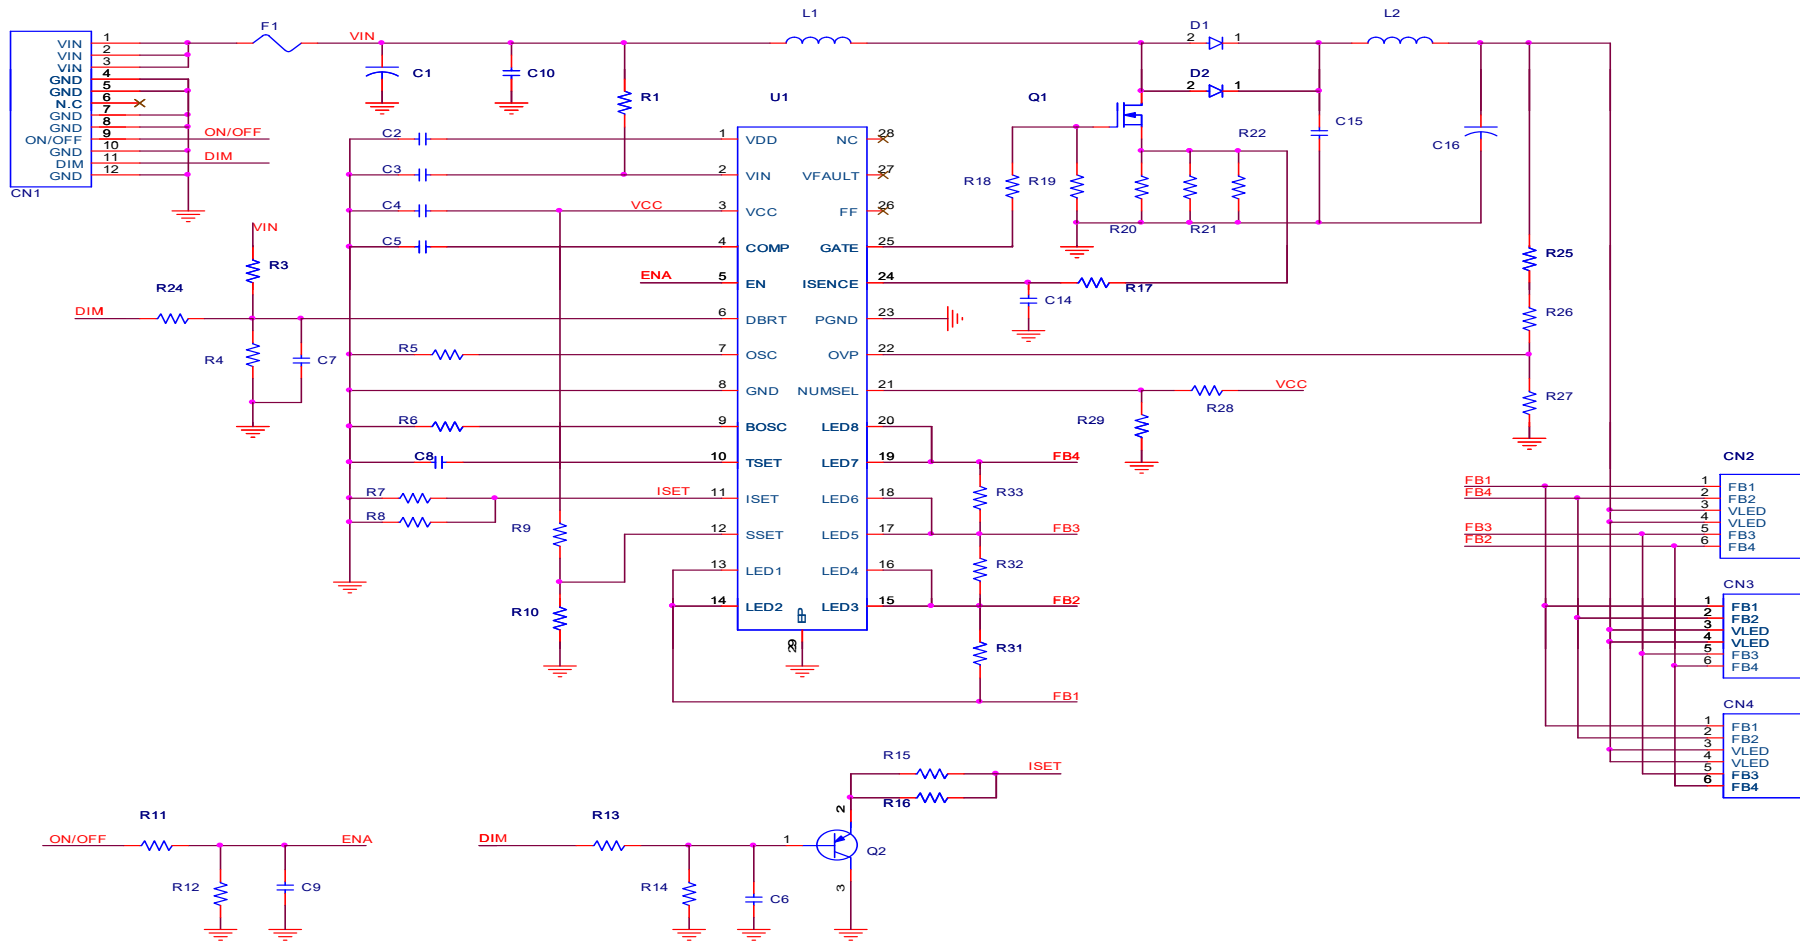 F1
L1
D1
L2
VIN
2
1
D2
2
1
1 VIN
2 VIN
3 VIN
4 GND
5 GND
6 N.C
7 GND
8 GND
9 ON/OFF
10 GND
11 DIM
12 GND
CN1
ON/OFF
DIM
C1
C10
R1
U1
Q1
C2
C3
C4
C5
VCC
ENA
1 VDD
2 VIN
3 VCC
4 COMP
5 EN
6 DBRT
7 OSC
8 GND
9 BOSC
10 TSET
11 ISET
12 SSET
13 LED1
14 LED2
NC 28
VFAULT 27
FF 26
GATE 25
ISENCE 24
PGND 23
OVP 22
NUMSEL 21
LED8 20
LED7 19
LED6 18
LED5 17
LED4 16
LED3 15
EP
29
R18
R19
R20
R21
R22
C15
C16
R17
C14
R25
R26
R27
VCC
R28
R29
VIN
R3
R24
DIM
R4
C7
R5
R6
C8
R7
R8
ISET
R9
R10
FB4
R33
FB3
R32
FB2
R31
FB1
CN2
FB1
FB4
FB3
FB2
1 FB1
2 FB2
3 VLED
4 VLED
5 FB3
6 FB4
CN3
1 FB1
2 FB2
3 VLED
4 VLED
5 FB3
6 FB4
CN4
1 FB1
2 FB2
3 VLED
4 VLED
5 FB3
6 FB4
R11
ON/OFF
ENA
R12
C9
R13
DIM
R14
C6
R15
ISET
R16
2
1
Q2
3